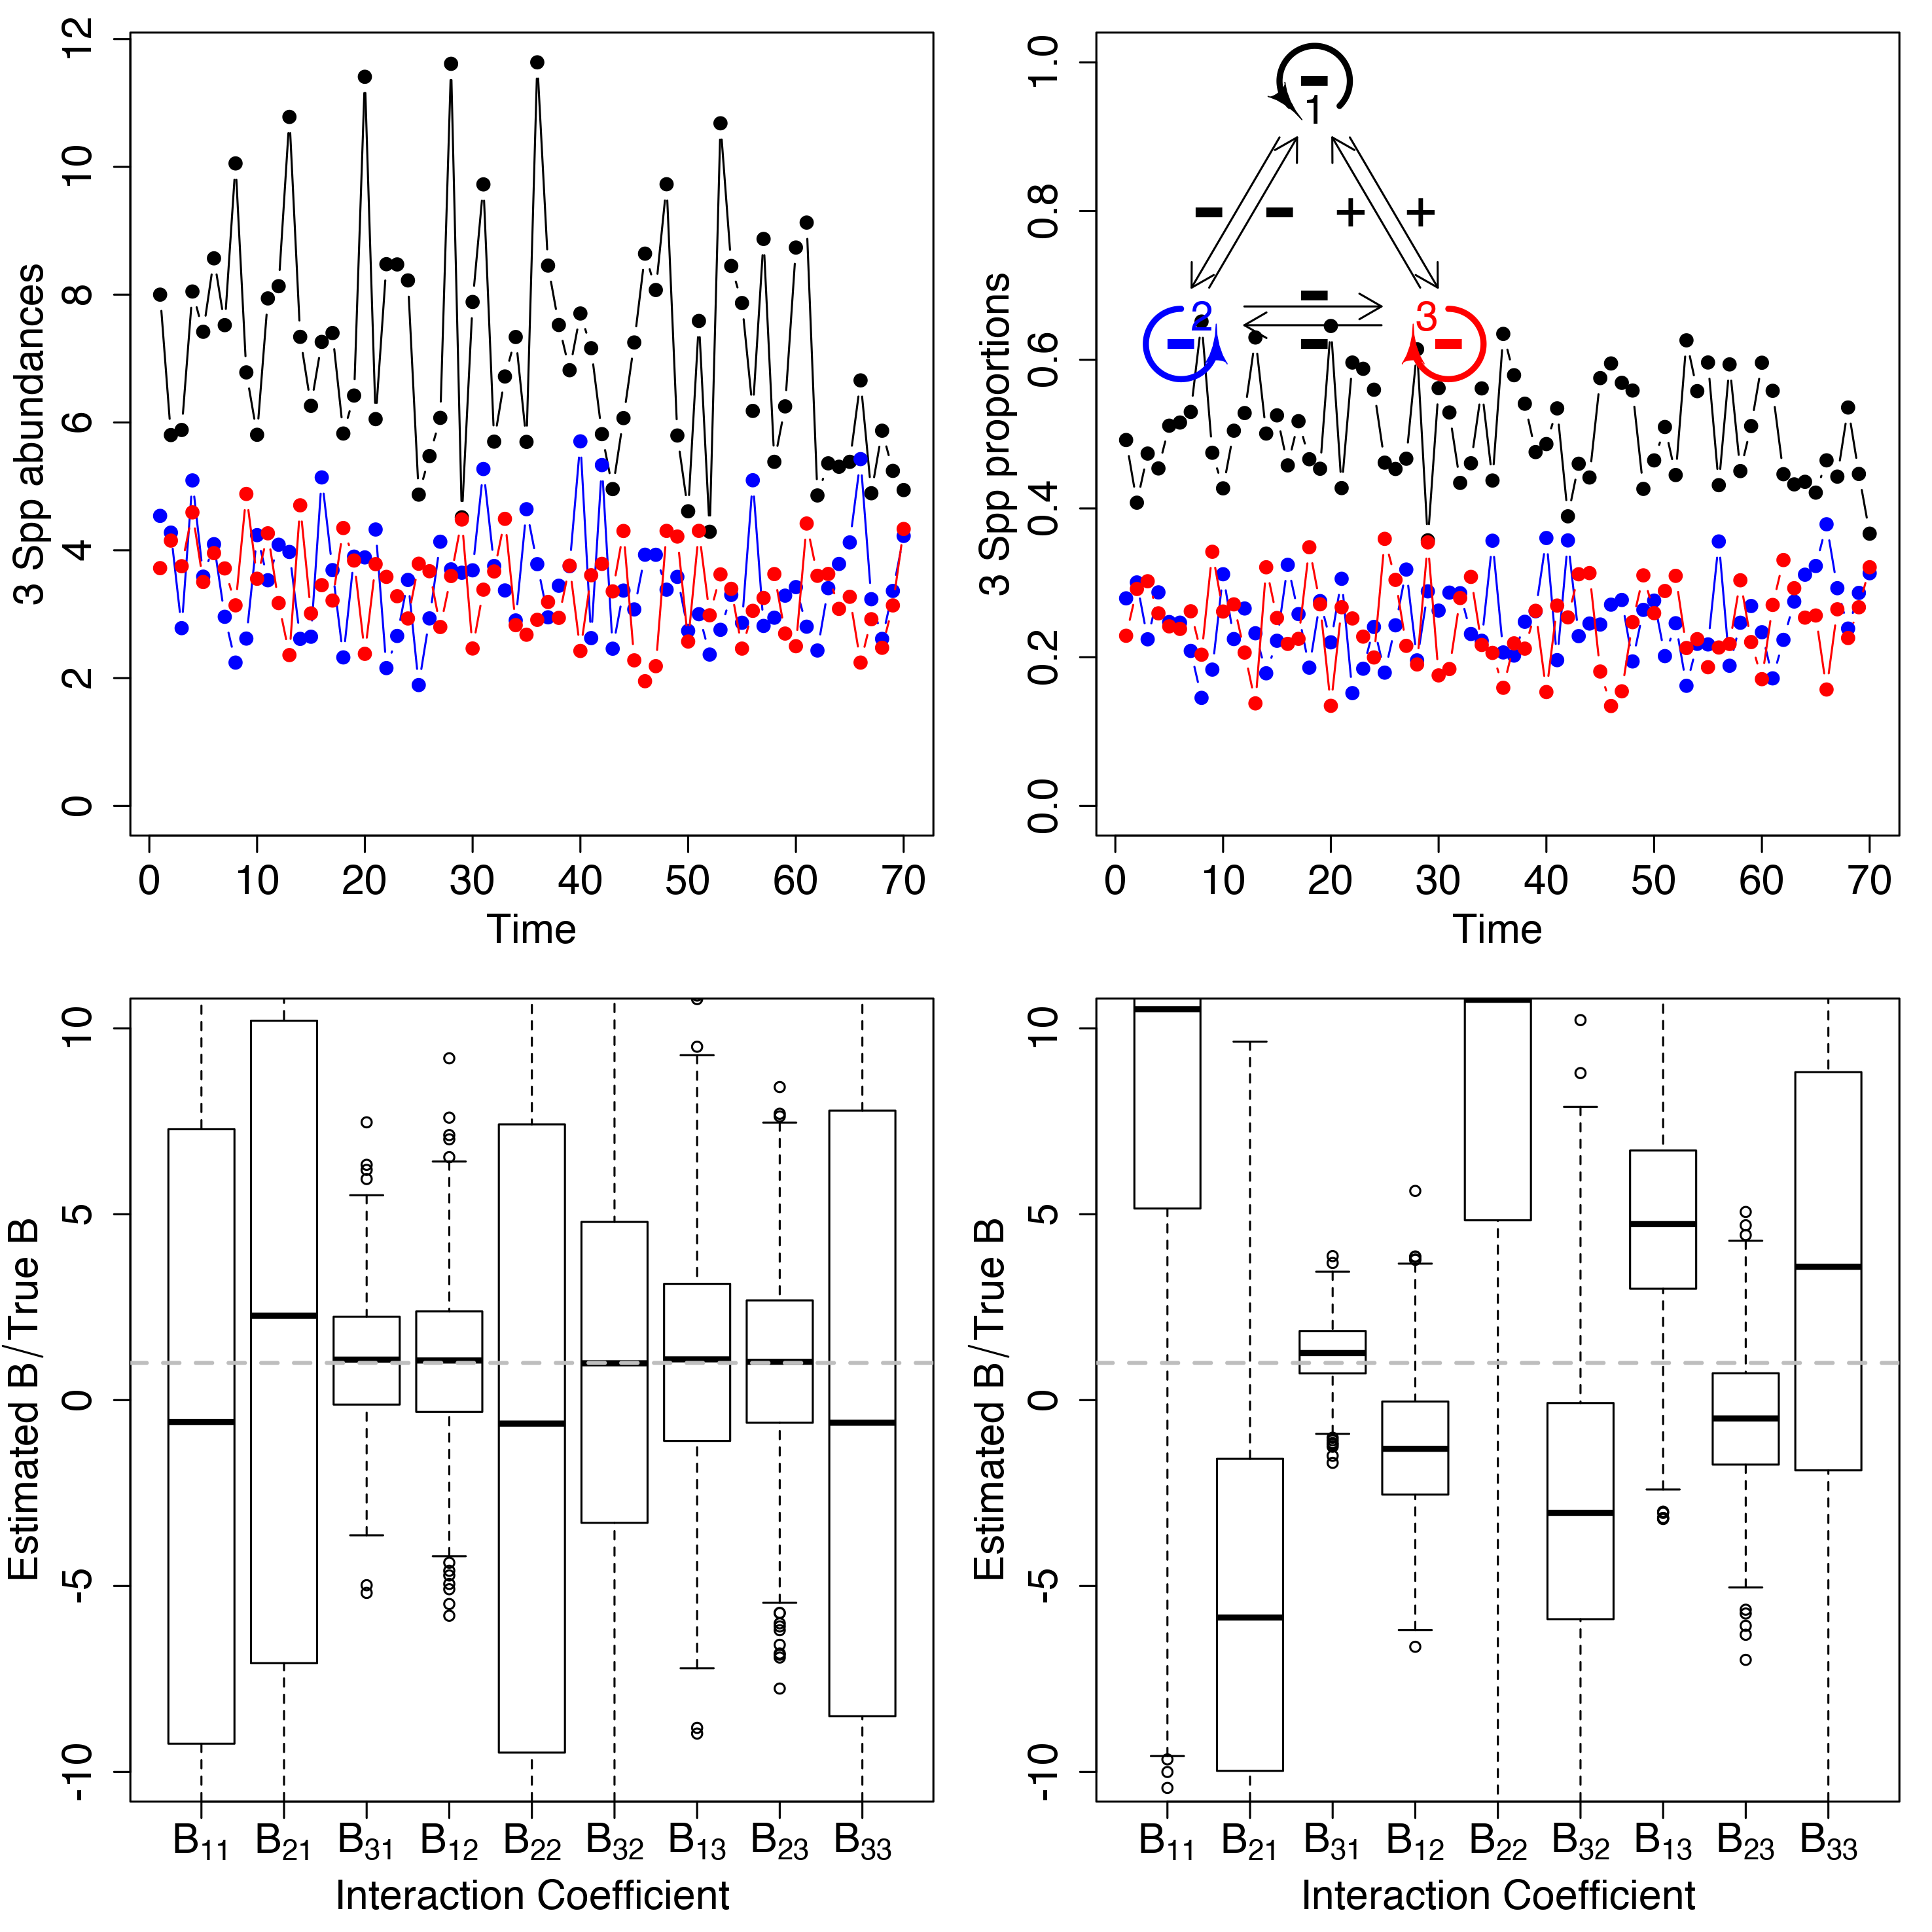 3 Spp abundances
12
10
8
6
4
2
0
0 10 20 30 40 50 60 70
Time
3 Spp proportions
1.0
0.8
0.6
0.4
0.2
0.0
1
- - + +
2 - 3
-
0 10 20 30 40 50 60 70
Time
Estimated B / True B
10
5
0
-5
-10
B11 B21 B31 B12 B22 B32 B13 B23 B33
Interaction Coefficient
Estimated B / True B
10
5
0
-5
-10
B11 B21 B31 B12 B22 B32 B13 B23 B33
Interaction Coefficient